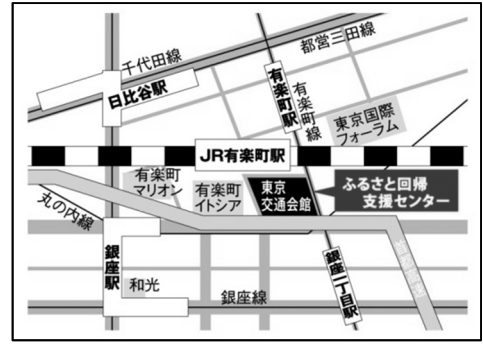 都営三田線
千代田線
日比谷駅
有楽町駅
有楽町線
東京国際
フォーラム
JR有楽町駅
有楽町
マリオン
有楽町
イトシア
東京
交通会館
ふるさと回帰
支援センター
丸の内線
銀座駅
和光
銀座線
銀座一丁目駅